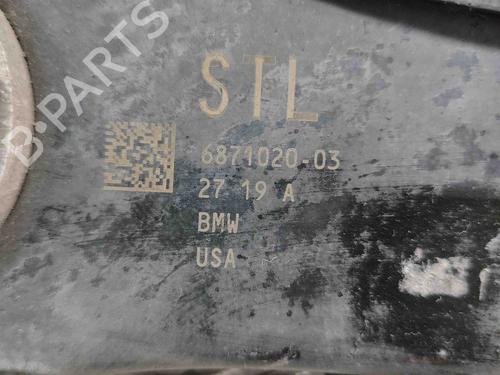 B-PARTS
STL
6871020-03
27 19 A
BMW
USA